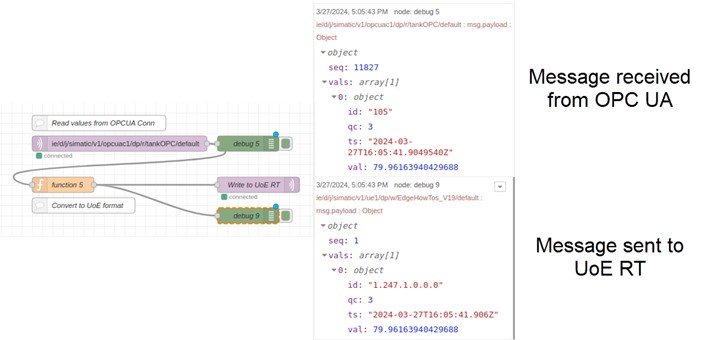 Read values from OPCUA Conn
ie/d/j/simatic/v1/opcuac1/dp/r/tankOPC/default
connected
debug 5
function 5
Write to UoE RT
connected
Convert to UoE format
debug 9
3/27/2024, 5:05:43 PM node: debug 5
ie/d/j/simatic/v1/opcuac1/dp/r/tankOPC/default : msg.payload :
Object
object
seq: 11827
vals: array[1]
0: object
id: "105"
qc: 3
ts: "2024-03-
27T16:05:41.9049540Z"
val: 79.96163940429688
3/27/2024, 5:05:43 PM node: debug 9
ie/d/j/simatic/v1/ue1/dp/w/EdgeHowTos_V19/default :
msg.payload : Object
object
seq: 1
vals: array[1]
0: object
id: "1.247.1.0.0.0"
qc: 3
ts: "2024-03-27T16:05:41.906Z"
val: 79.96163940429688
Message received
from OPC UA
Message sent to
UoE RT